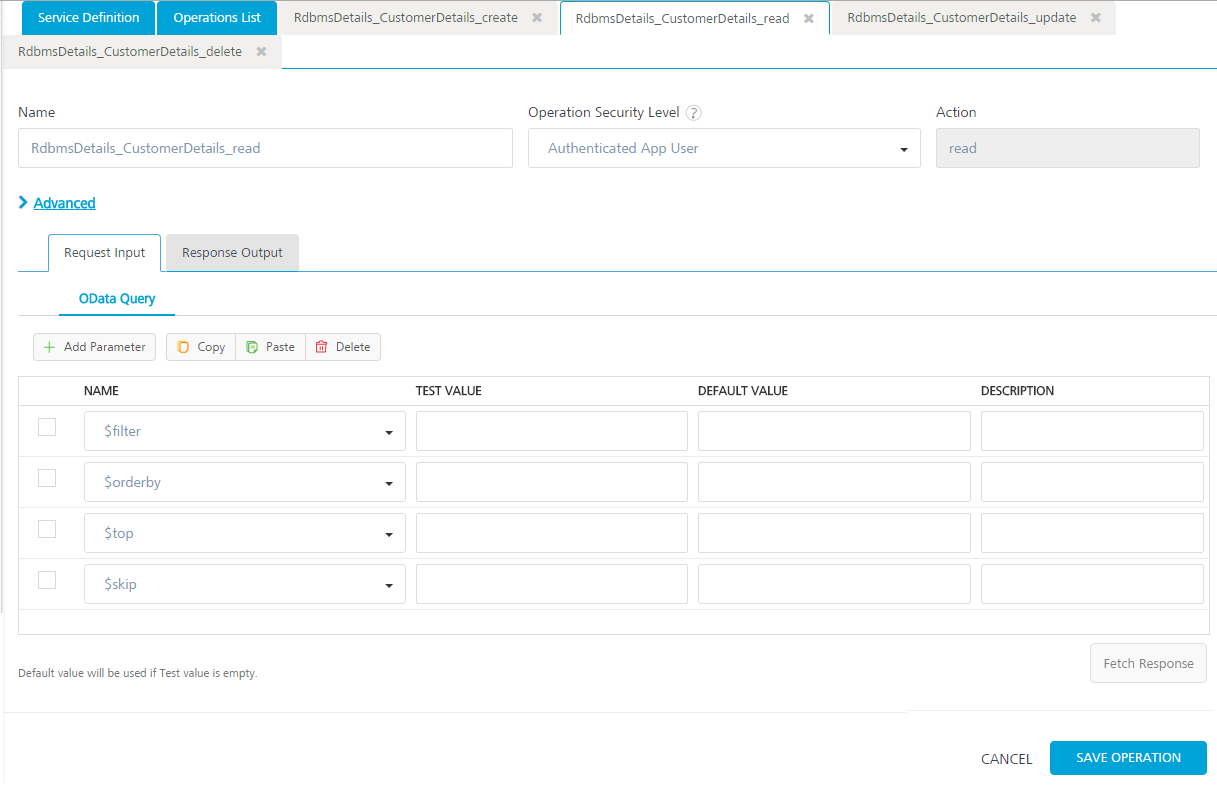 Service Definition Operations List RdbmsDetails_CustomerDetails_create ✖ RdbmsDetails_CustomerDetails_read ✖ RdbmsDetails_CustomerDetails_update ✖
RdbmsDetails_CustomerDetails_delete ✖
Name Operation Security Level ? Action
RdbmsDetails_CustomerDetails_read Authenticated App User read
Advanced
Request Input Response Output
OData Query
+ Add Parameter Copy Paste Delete
NAME TEST VALUE DEFAULT VALUE DESCRIPTION
$filter
$orderby
$top
$skip
Default value will be used if Test value is empty. Fetch Response
CANCEL SAVE OPERATION